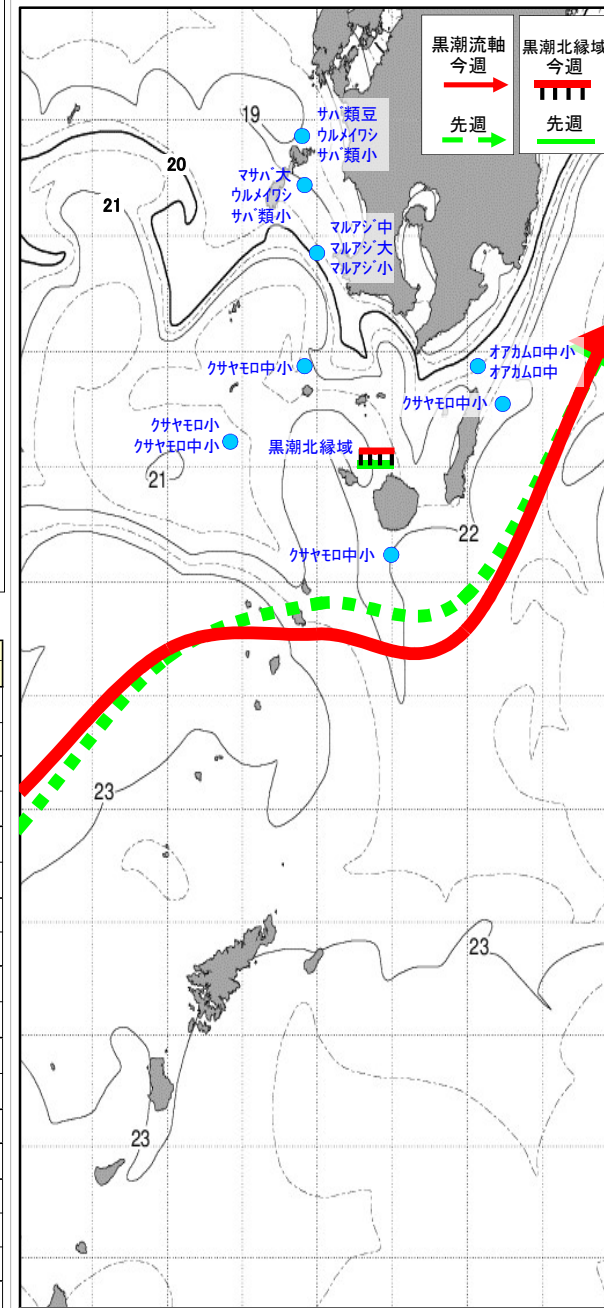 黒潮流軸
今週
先週
黒潮北縁域
今週
先週
19
サバ類豆
ウルメイワシ
サバ類小
20
マサバ大
ウルメイワシ
サバ類小
21
マルアジ中
マルアジ大
マルアジ小
クサヤモロ中小
オアカムロ中小
オアカムロ中
クサヤモロ中小
クサヤモロ小
クサヤモロ中小
黒潮北縁域
21
22
クサヤモロ中小
23
23
23